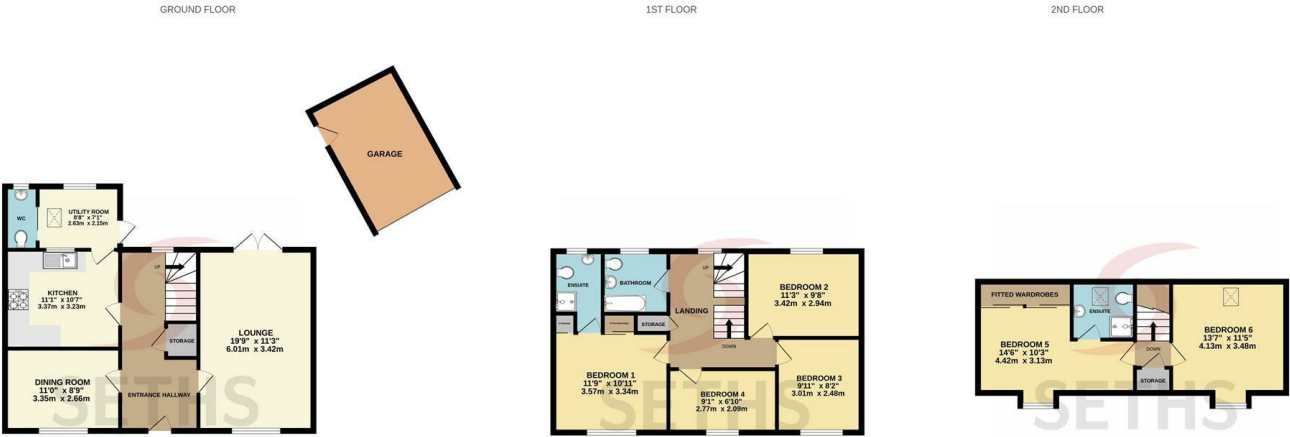 GROUND FLOOR
1ST FLOOR
2ND FLOOR
GARAGE
WC
UTILITY ROOM
8'8" x 7'1"
2.63m x 2.15m
KITCHEN
11'1" x 10'7"
3.37m x 3.23m
UP
STORAGE
LOUNGE
19'9" x 11'3"
6.01m x 3.42m
DINING ROOM
11'0" x 8'9"
3.35m x 2.66m
ENTRANCE HALLWAY
SETHS
ENSUITE
BATHROOM
UP
LANDING
STORAGE
DOWN
BEDROOM 2
11'3" x 9'8"
3.42m x 2.94m
BEDROOM 1
11'9" x 10'11"
3.57m x 3.34m
BEDROOM 4
9'1" x 6'10"
2.77m x 2.09m
BEDROOM 3
9'11" x 8'2"
3.01m x 2.48m
SETHS
FITTED WARDROBES
ENSUITE
BEDROOM 5
14'6" x 10'3"
4.42m x 3.13m
DOWN
STORAGE
BEDROOM 6
13'7" x 11'5"
4.13m x 3.48m
SETHS